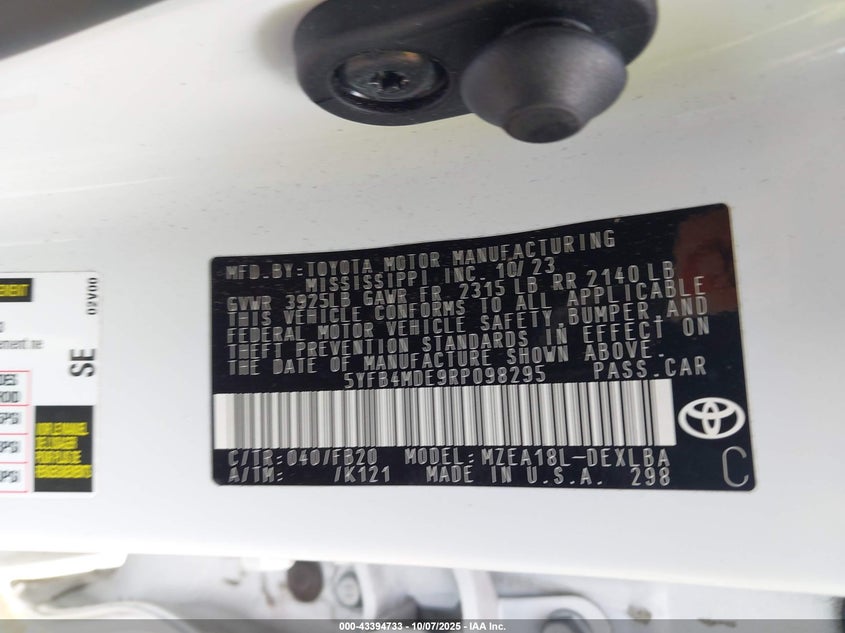 MFD. BY: TOYOTA MOTOR MANUFACTURING
MISSISSIPPI INC. 10/23
GVWR 3925LB GAWR FR. 2315 LB RR 2140 LB
THIS VEHICLE CONFORMS TO ALL APPLICABLE
FEDERAL MOTOR VEHICLE SAFETY, BUMPER, AND
THEFT PREVENTION STANDARDS IN EFFECT ON
THE DATE OF MANUFACTURE SHOWN ABOVE.
5YFB4MDE9RP098295 PASS.CAR
C/TR: 040/FB20 MODEL: MZEA18L-DEXLBA
A/TM: /K121 MADE IN U.S.A. 298
C
02V00
SE
000-43394733 - 10/07/2025 - IAA Inc.